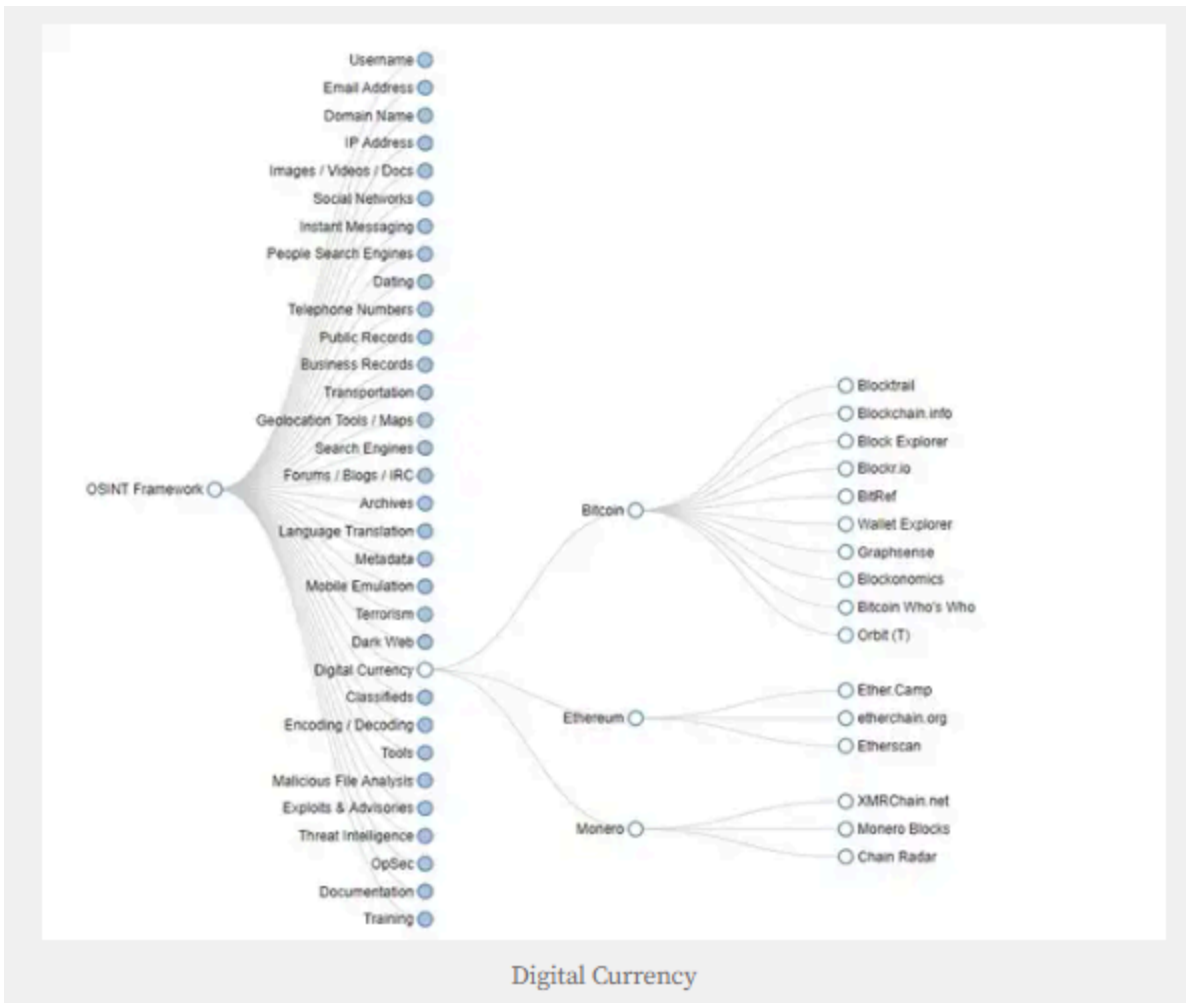 Username
Email Address
Domain Name
IP Address
Images / Videos / Docs
Social Networks
Instant Messaging
People Search Engines
Dating
Telephone Numbers
Public Records
Business Records
Transportation
Geolocation Tools / Maps
Search Engines
Forums / Blogs / IRC
OSINT Framework
Archives
Language Translation
Metadata
Mobile Emulation
Terrorism
Dark Web
Digital Currency
Classifieds
Encoding / Decoding
Tools
Malicious File Analysis
Exploits & Advisories
Threat Intelligence
OpSec
Documentation
Training
Bitcoin
Ethereum
Monero
Blocktrail
Blockchain.info
Block Explorer
Blockr.io
BitRef
Wallet Explorer
Graphsense
Blockonomics
Bitcoin Who's Who
Orbit (T)
Ether.Camp
etherchain.org
Etherscan
XMRChain.net
Monero Blocks
Chain Radar
Digital Currency